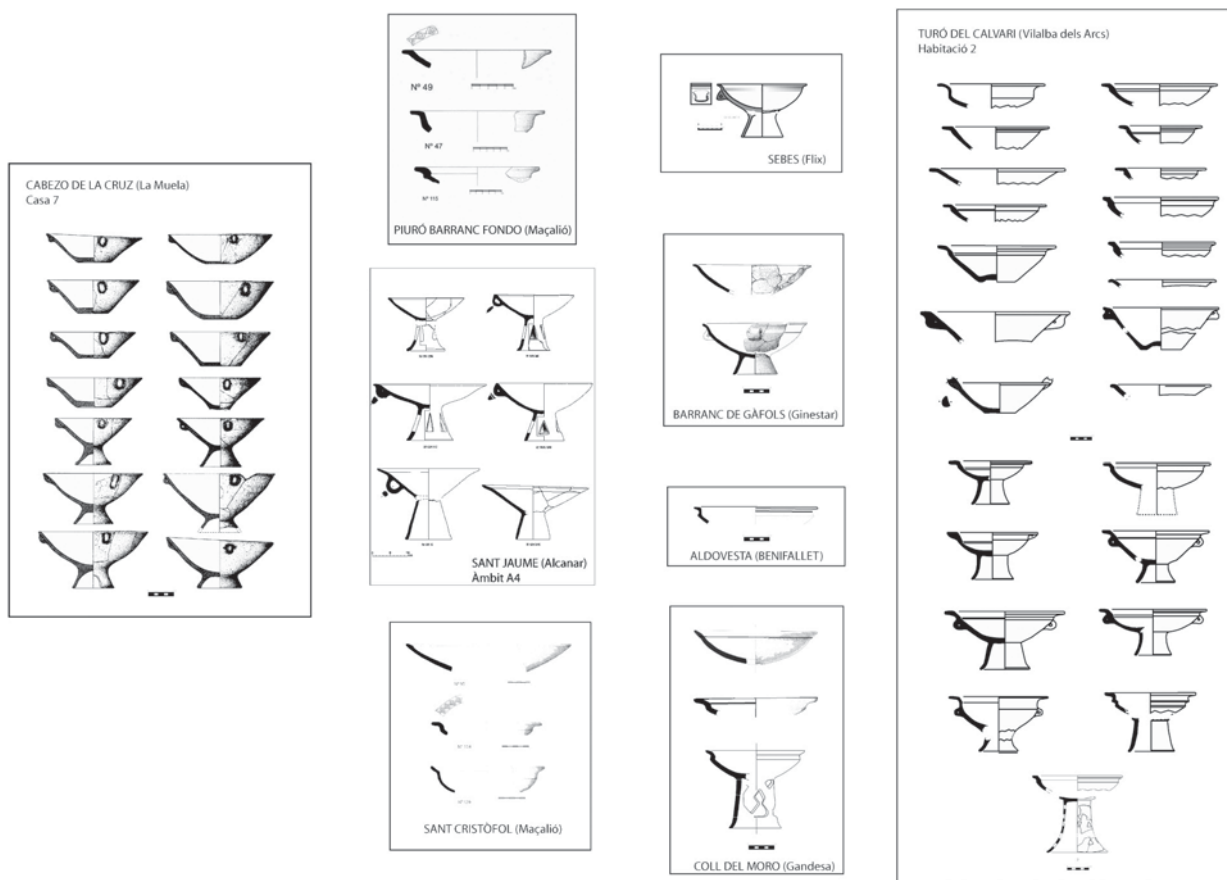 CABEZO DE LA CRUZ (La Muela)
Casa 7
Nº 49
Nº 47
Nº 115
PIURÓ BARRANC FONDO (Maçalió)
SANT JAUME (Alcanar)
Àmbit A4
SANT CRISTÒFOL (Maçalió)
SEBES (Flix)
BARRANC DE GÀFOLS (Ginestar)
ALDOVESTA (BENIFALLET)
COLL DEL MORO (Gandesa)
TURÓ DEL CALVARI (Vilalba dels Arcs)
Habitació 2